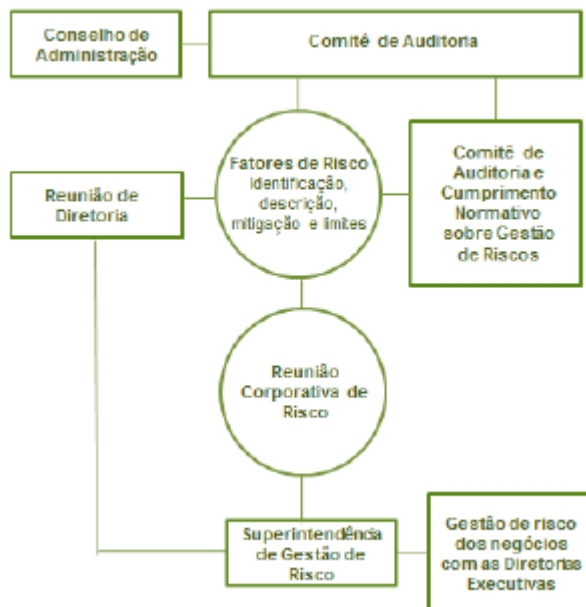 Conselho de
Administração
Comitê de Auditoria
Fatores de Risco
Identificação,
descrição,
mitigação e limites
Comitê de
Auditoria e
Cumprimento
Normativo
sobre Gestão
de Riscos
Reunião de
Diretoria
Reunião
Corporativa de
Risco
Superintendência
de Gestão de
Risco
Gestão de risco
dos negócios
com as Diretorias
Executivas